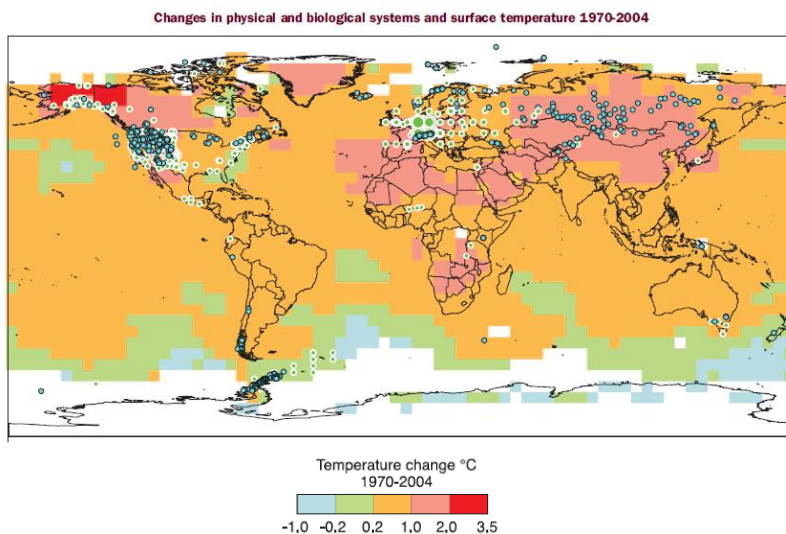 Changes in physical and biological systems and surface temperature 1970-2004
Temperature change °C
1970-2004
-1,0 -0,2 0,2 1,0 2,0 3,5